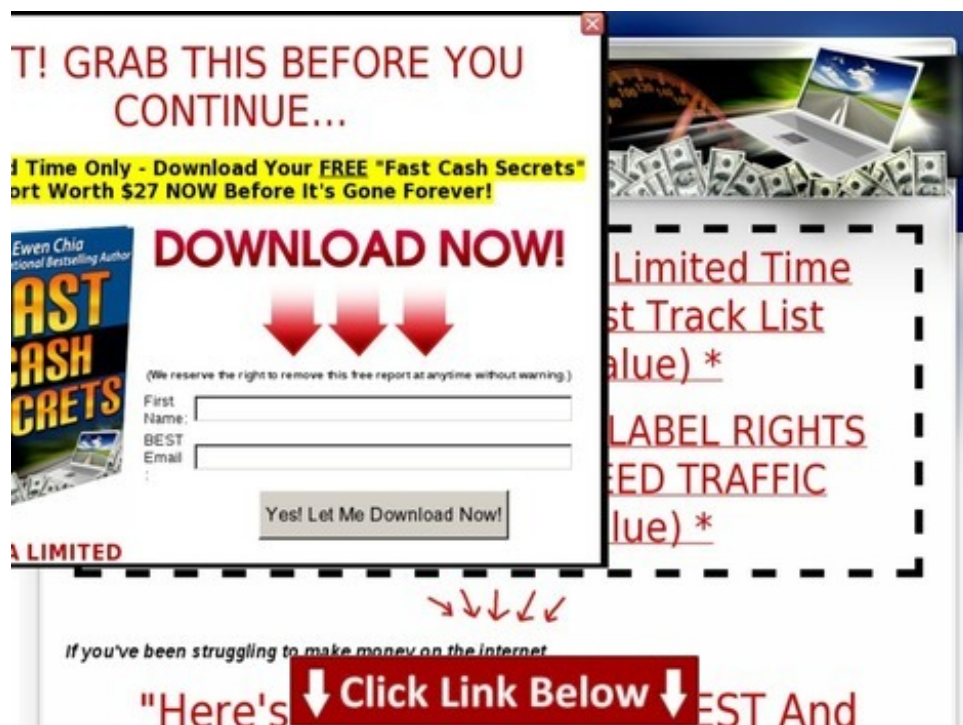 T! GRAB THIS BEFORE YOU
CONTINUE...
d Time Only - Download Your FREE "Fast Cash Secrets"
ort Worth $27 NOW Before It's Gone Forever!
Ewen Chia
ational Bestselling Author
AST
CASH
CRETS
DOWNLOAD NOW!
(We reserve the right to remove this free report at anytime without warning.)
First
Name:
BEST
Email
:
Yes! Let Me Download Now!
A LIMITED
Limited Time
st Track List
alue) *
LABEL RIGHTS
EED TRAFFIC
lue) *
If you've been struggling to make money on the internet
Click Link Below
"Here's EST And